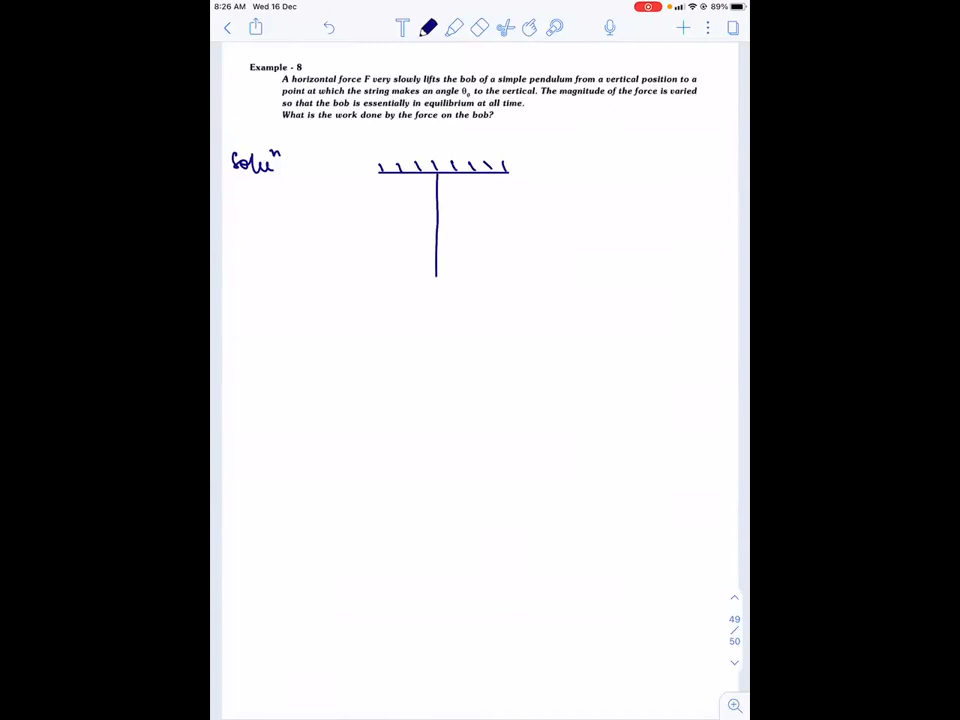 8:26 AM Wed 16 Dec 89%
Example - 8
A horizontal force F very slowly lifts the bob of a simple pendulum from a vertical position to a
point at which the string makes an angle θ₀ to the vertical. The magnitude of the force is varied
so that the bob is essentially in equilibrium at all time.
What is the work done by the force on the bob?
Soluⁿ
49
/
50